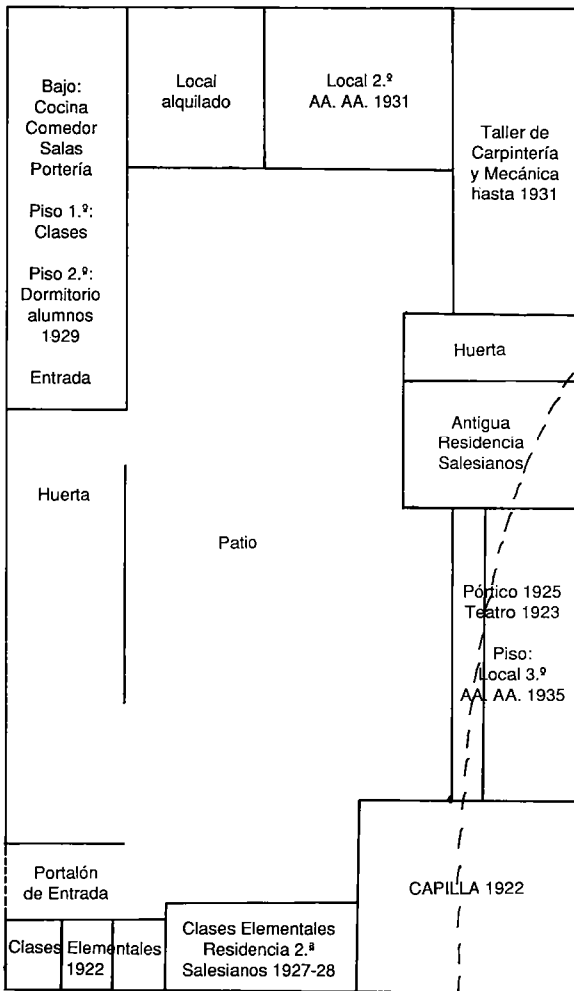 Bajo:
Cocina
Comedor
Salas
Portería
Piso 1.º:
Clases
Piso 2.º:
Dormitorio
alumnos
1929
Entrada
Local
alquilado
Local 2.º
AA. AA. 1931
Taller de
Carpintería
y Mecánica
hasta 1931
Huerta
Antigua
Residencia
Salesianos
Huerta
Patio
Pórtico 1925
Teatro 1923
Piso:
Local 3.º
AA. AA. 1935
Portalón
de Entrada
CAPILLA 1922
Clases Elementales
1922
Clases Elementales
Residencia 2.ª
Salesianos 1927-28